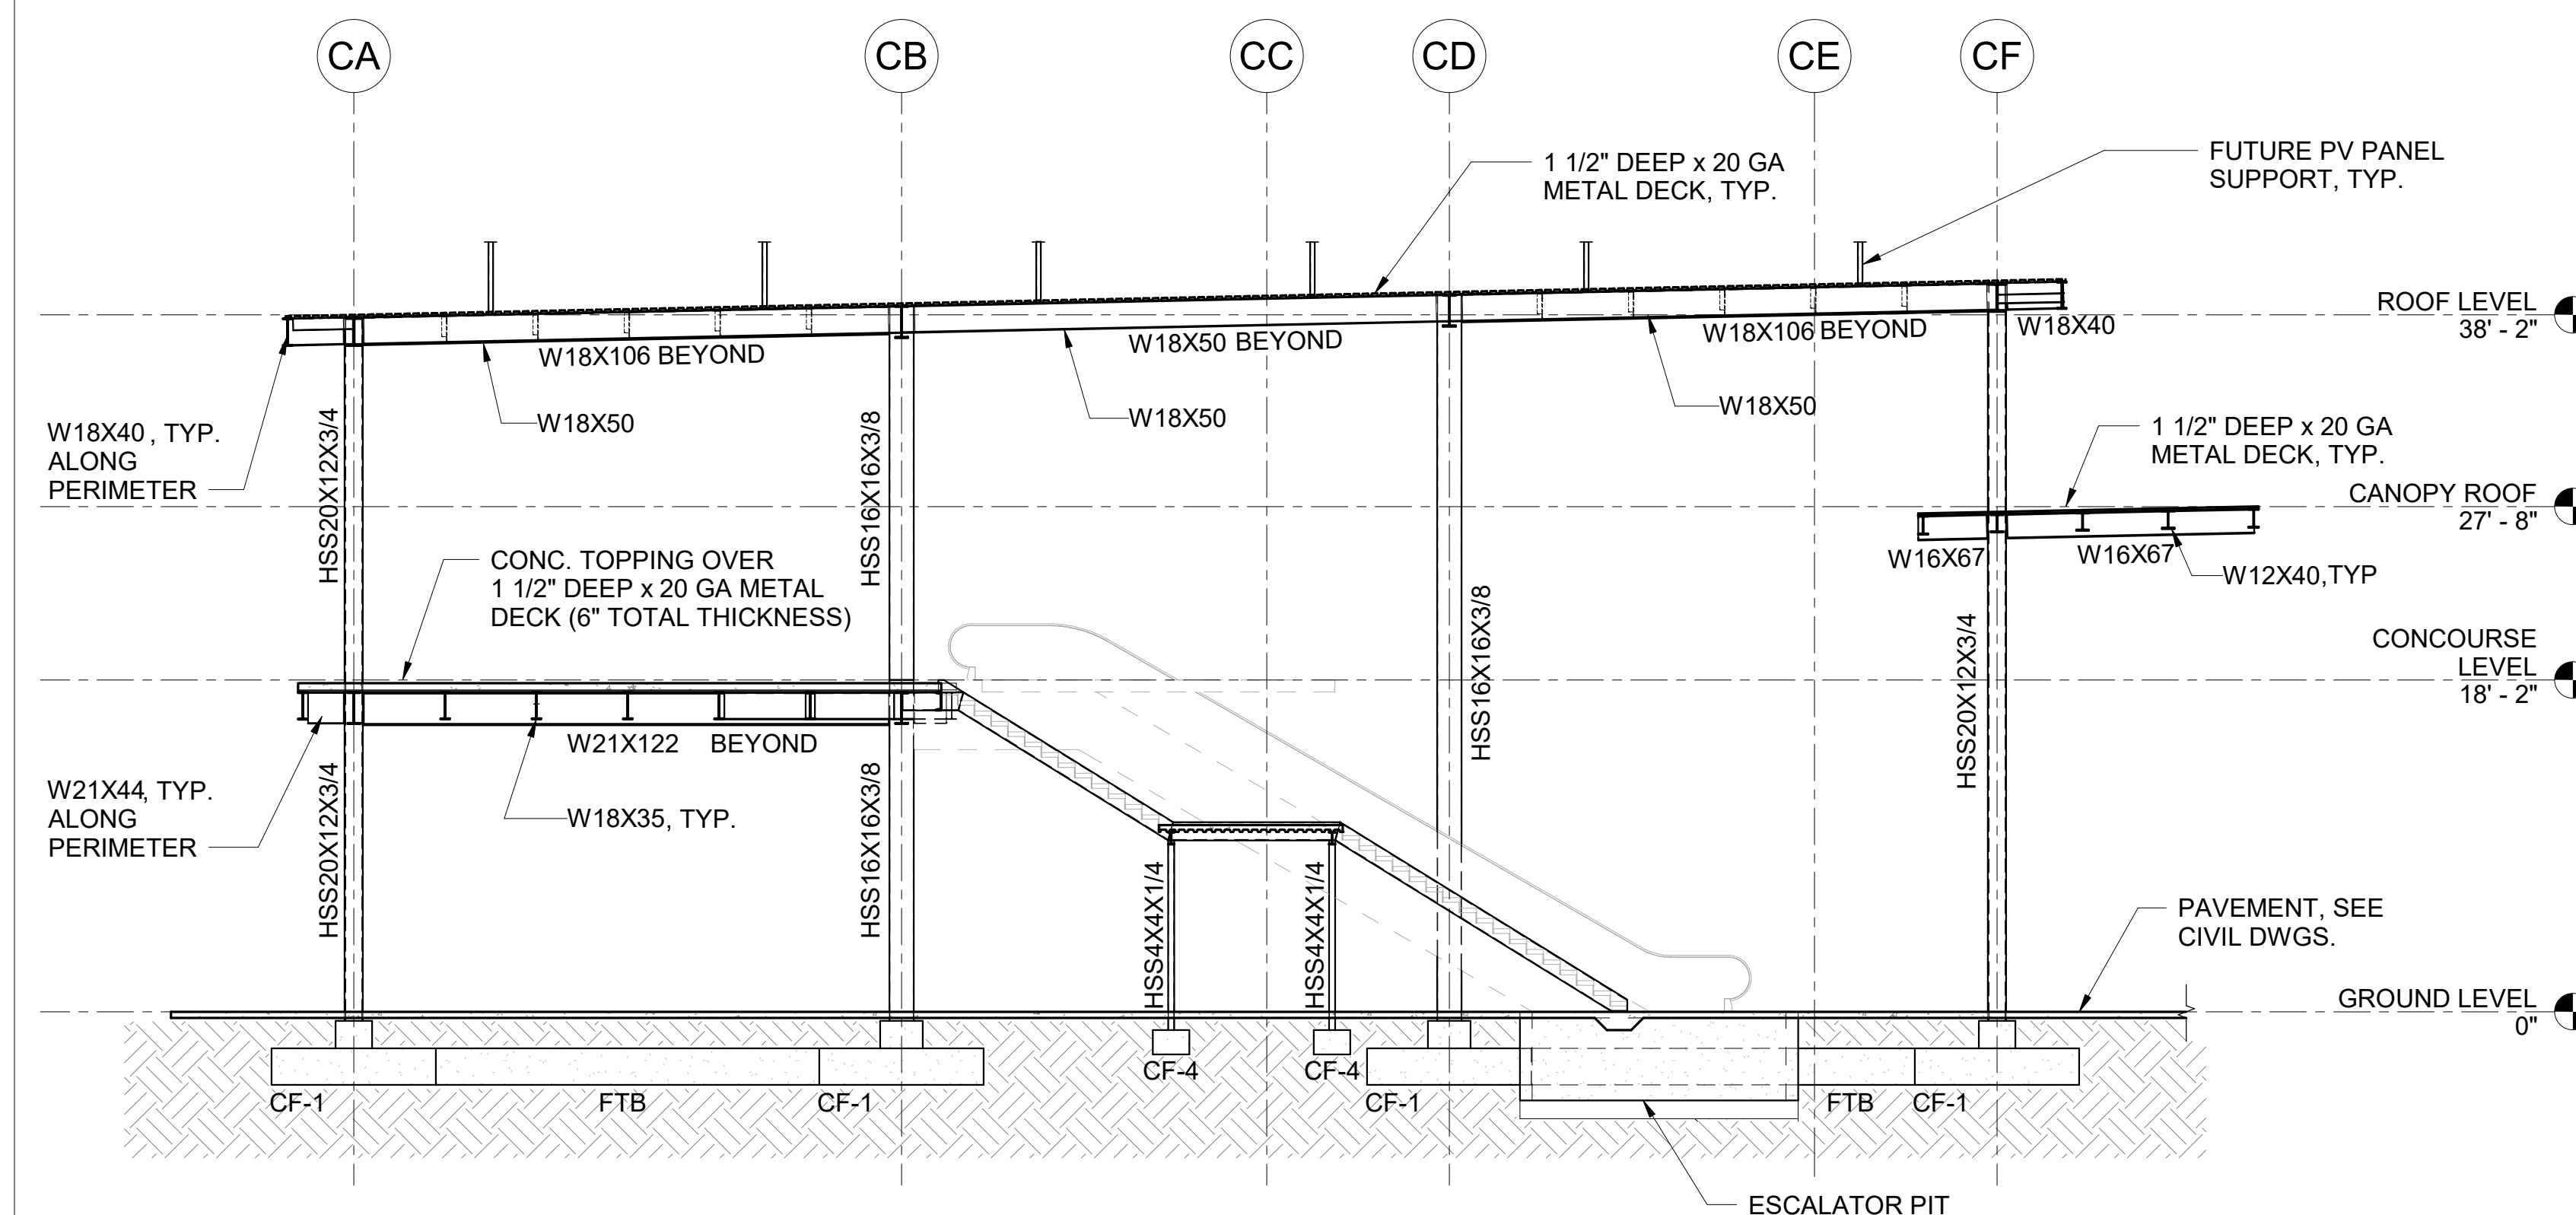 CA
CB
CC
CD
CE
CF
1 1/2" DEEP x 20 GA
METAL DECK, TYP.
FUTURE PV PANEL
SUPPORT, TYP.
ROOF LEVEL
38' - 2"
W18X106 BEYOND
W18X50 BEYOND
W18X106 BEYOND
W18X40
W18X50
W18X50
W18X50
W18X40, TYP.
ALONG
PERIMETER
HSS20X12X3/4
HSS16X16X3/8
1 1/2" DEEP x 20 GA
METAL DECK, TYP.
CANOPY ROOF
27' - 8"
W16X67
W16X67
W12X40,TYP
CONC. TOPPING OVER
1 1/2" DEEP x 20 GA METAL
DECK (6" TOTAL THICKNESS)
HSS16X16X3/8
HSS20X12X3/4
CONCOURSE
LEVEL
18' - 2"
W21X122 BEYOND
W18X35, TYP.
W21X44, TYP.
ALONG
PERIMETER
HSS20X12X3/4
HSS16X16X3/8
HSS4X4X1/4
HSS4X4X1/4
PAVEMENT, SEE
CIVIL DWGS.
GROUND LEVEL
0"
CF-1
FTB
CF-1
CF-4
CF-4
CF-1
FTB
CF-1
ESCALATOR PIT